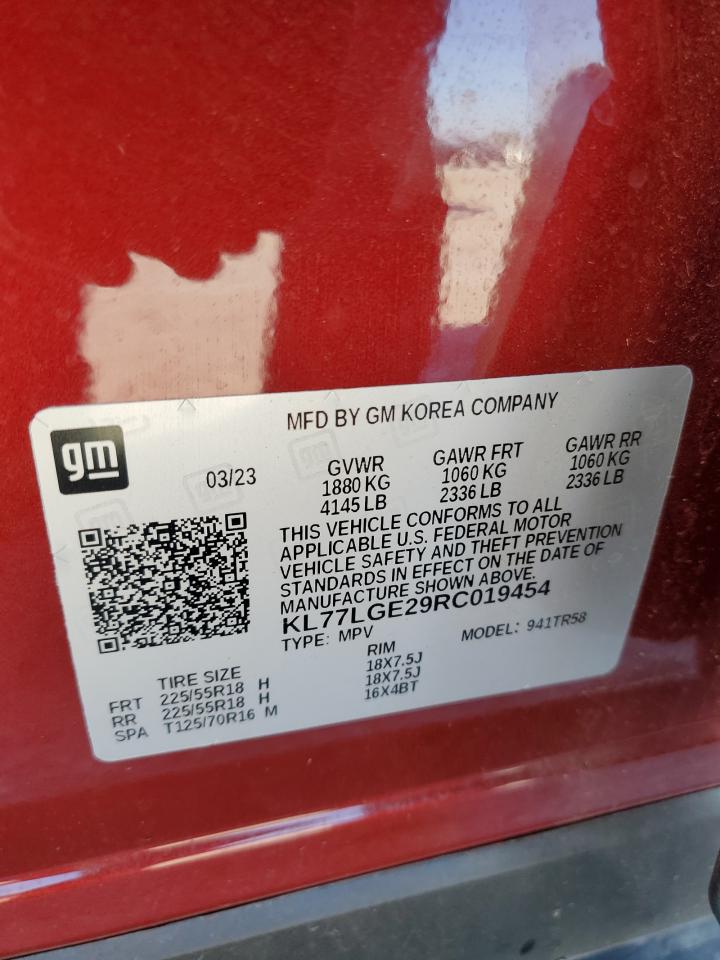 MFD BY GM KOREA COMPANY
gm
03/23
GVWR GAWR FRT GAWR RR
1880 KG 1060 KG 1060 KG
4145 LB 2336 LB 2336 LB
THIS VEHICLE CONFORMS TO ALL
APPLICABLE U.S. FEDERAL MOTOR
VEHICLE SAFETY AND THEFT PREVENTION
STANDARDS IN EFFECT ON THE DATE OF
MANUFACTURE SHOWN ABOVE.
KL77LGE29RC019454
TYPE: MPV MODEL: 941TR58
TIRE SIZE RIM
FRT 225/55R18 H 18X7.5J
RR 225/55R18 H 18X7.5J
SPA T125/70R16 M 16X4BT